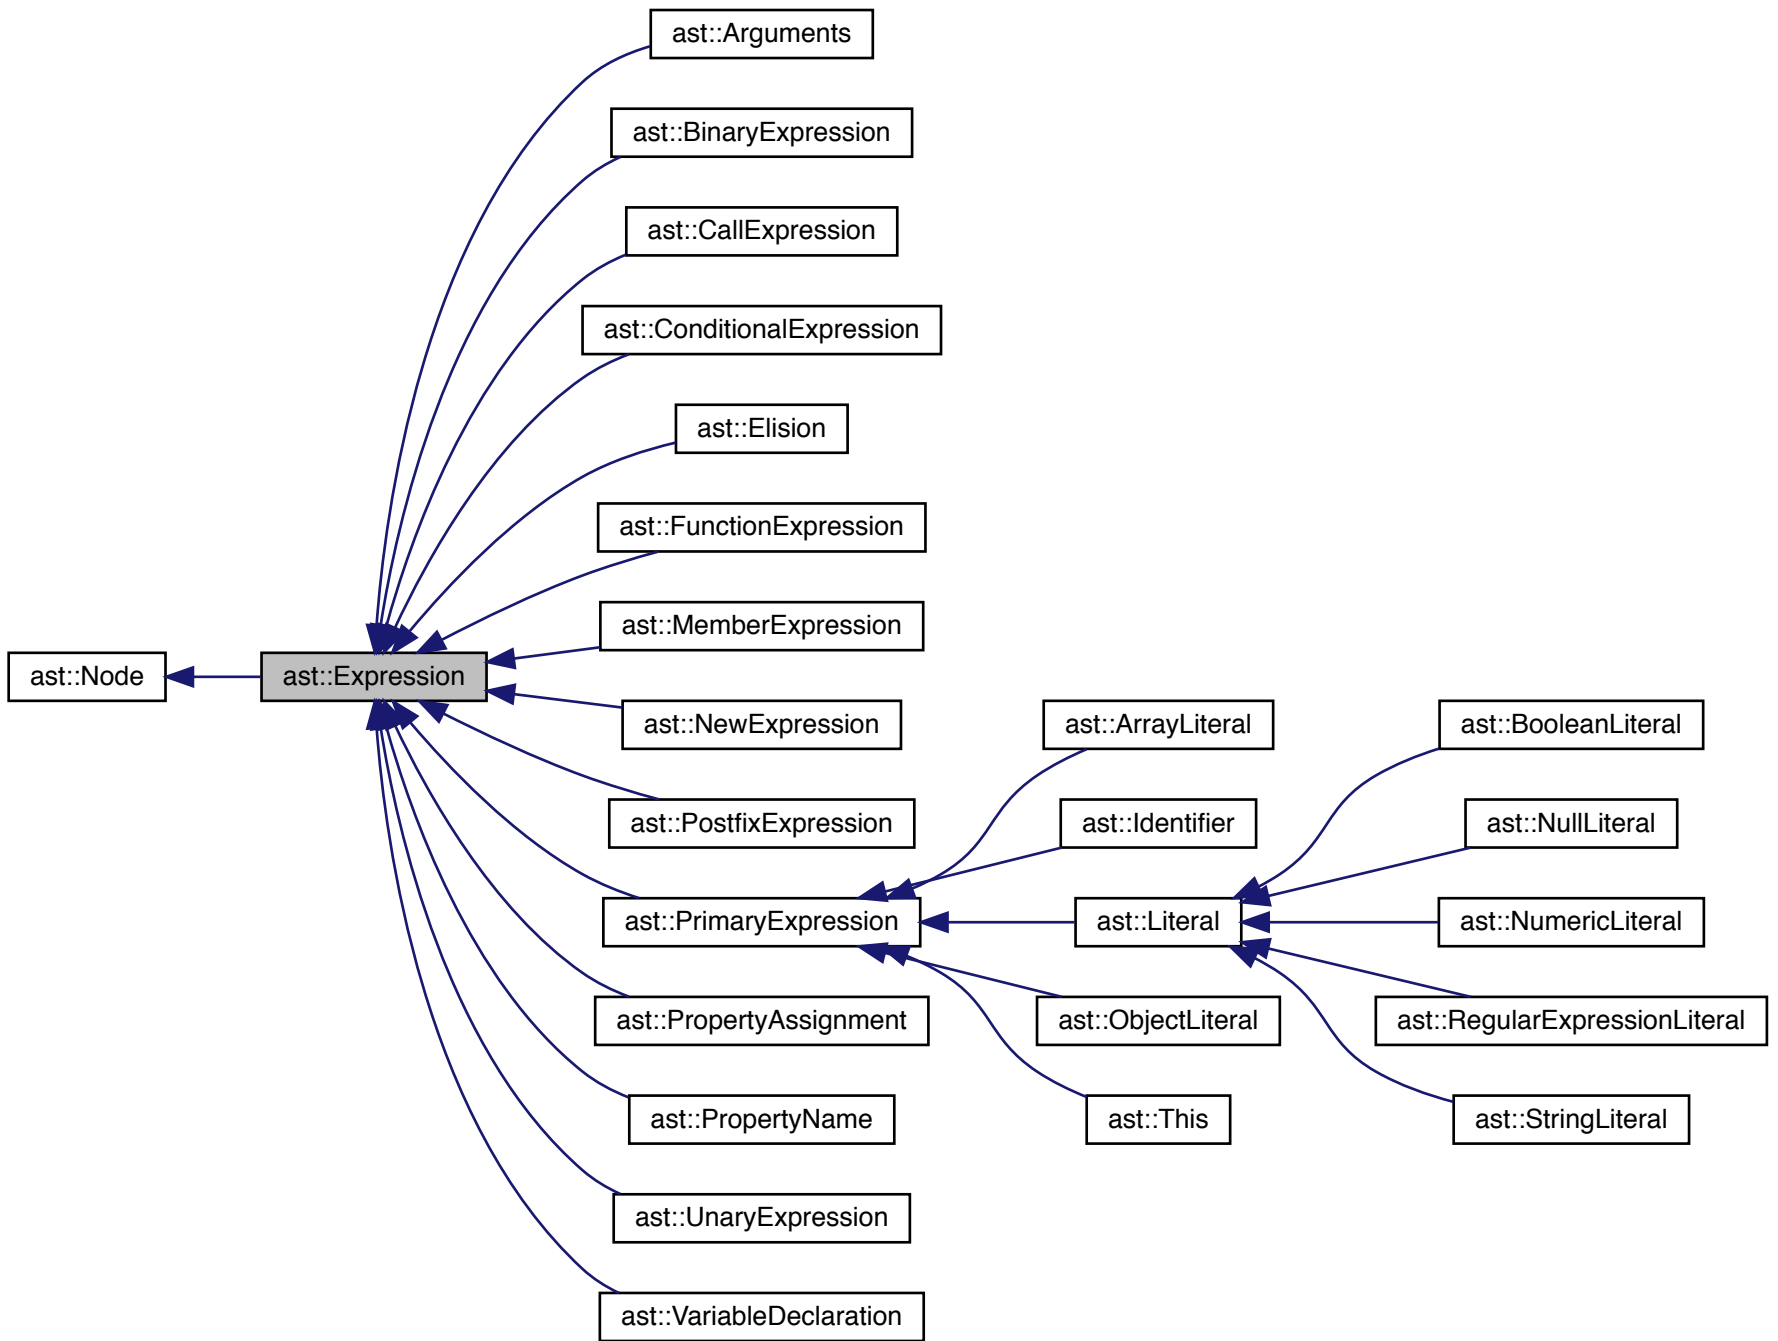 ast::Arguments
ast::BinaryExpression
ast::CallExpression
ast::ConditionalExpression
ast::Elision
ast::FunctionExpression
ast::MemberExpression
ast::Node
ast::Expression
ast::NewExpression
ast::ArrayLiteral
ast::BooleanLiteral
ast::PostfixExpression
ast::Identifier
ast::NullLiteral
ast::PrimaryExpression
ast::Literal
ast::NumericLiteral
ast::PropertyAssignment
ast::ObjectLiteral
ast::RegularExpressionLiteral
ast::PropertyName
ast::This
ast::StringLiteral
ast::UnaryExpression
ast::VariableDeclaration